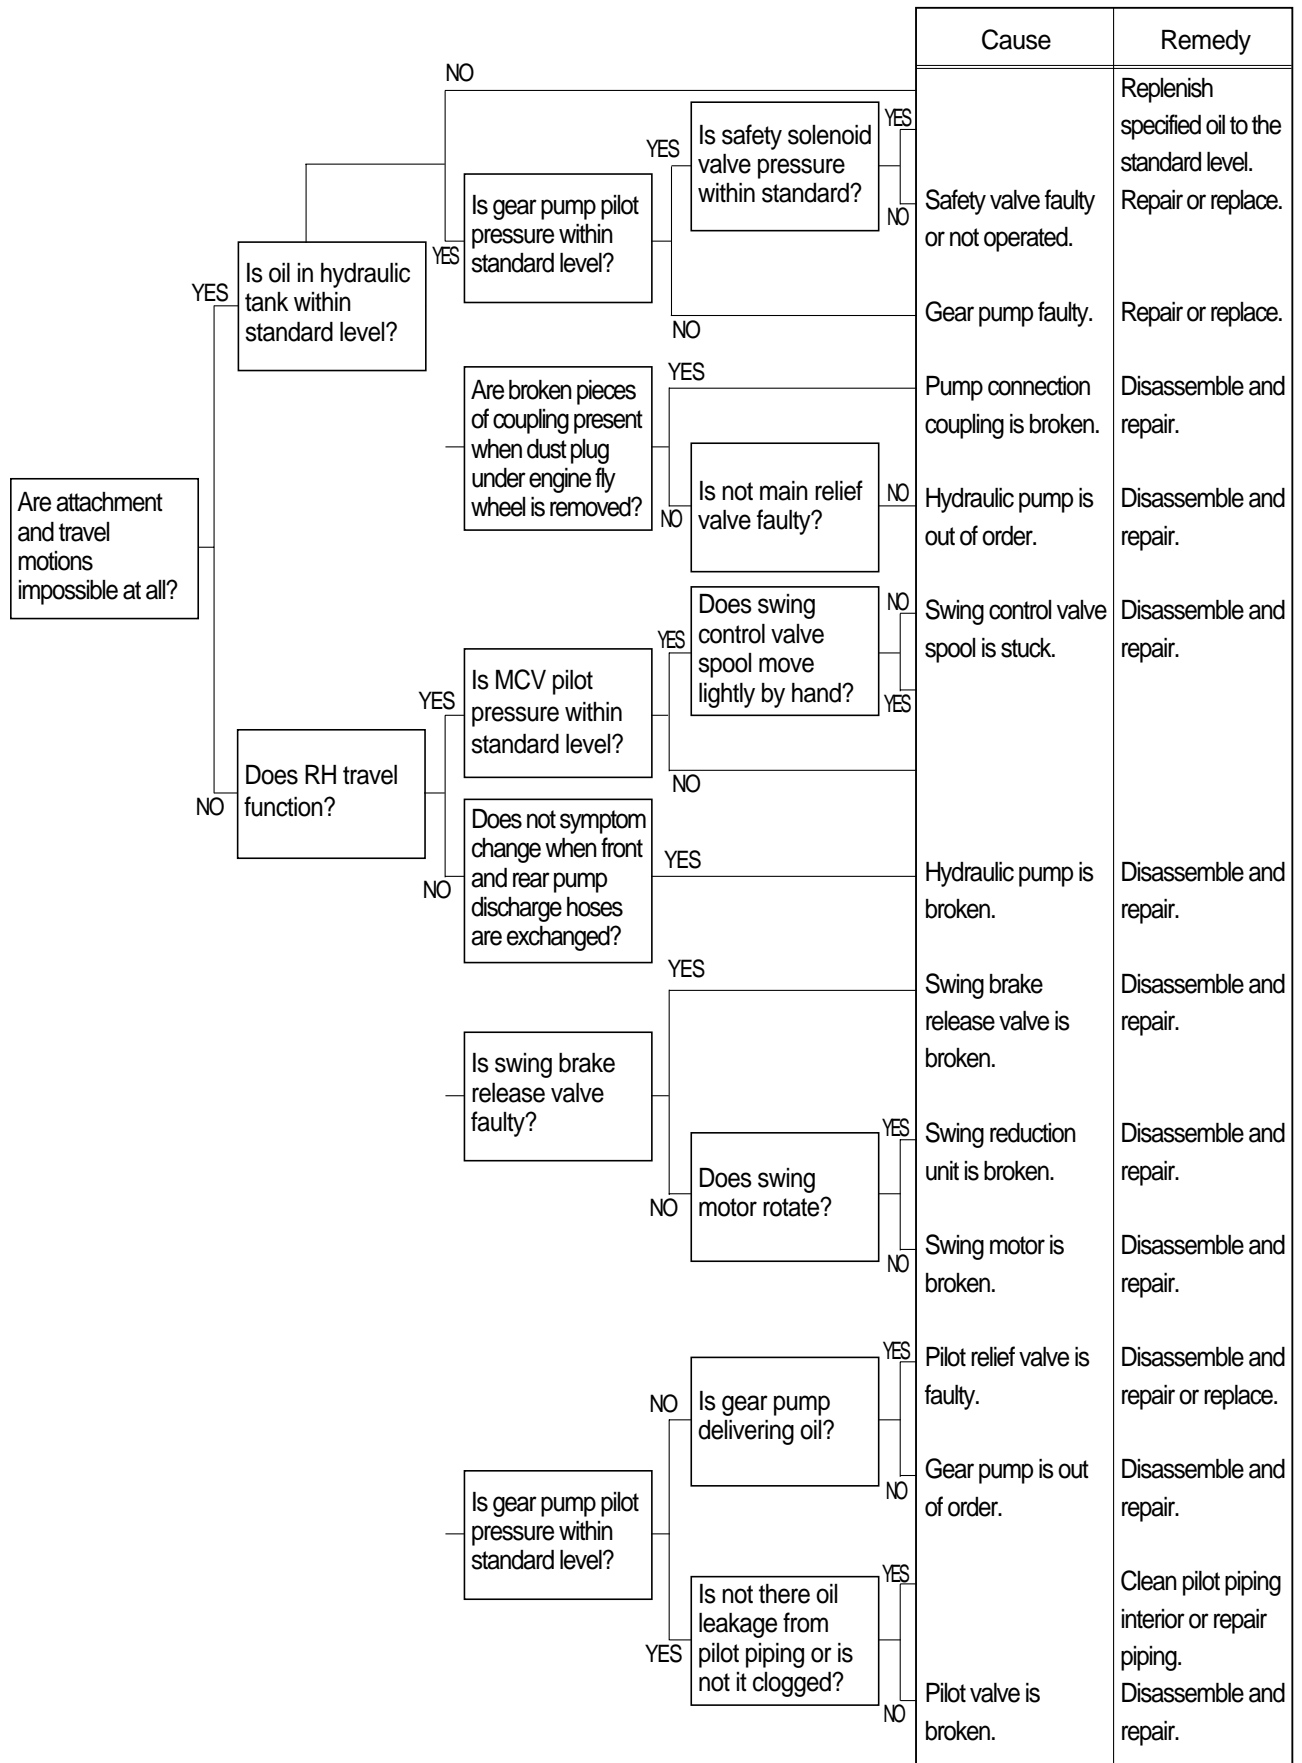 Cause
Remedy
NO
Replenish
specified oil to the
standard level.
YES
Is safety solenoid
valve pressure
within standard?
YES
NO
Safety valve faulty
or not operated.
Repair or replace.
Is gear pump pilot
pressure within
standard level?
YES
Is oil in hydraulic
tank within
standard level?
YES
NO
Gear pump faulty.
Repair or replace.
Are broken pieces
of coupling present
when dust plug
under engine fly
wheel is removed?
YES
Pump connection
coupling is broken.
Disassemble and
repair.
NO
Is not main relief
valve faulty?
NO
Hydraulic pump is
out of order.
Disassemble and
repair.
Are attachment
and travel
motions
impossible at all?
Does swing
control valve
spool move
lightly by hand?
NO
YES
Swing control valve
spool is stuck.
Disassemble and
repair.
YES
Is MCV pilot
pressure within
standard level?
YES
NO
Does RH travel
function?
NO
Does not symptom
change when front
and rear pump
discharge hoses
are exchanged?
NO
YES
Hydraulic pump is
broken.
Disassemble and
repair.
YES
Swing brake
release valve is
broken.
Disassemble and
repair.
Is swing brake
release valve
faulty?
NO
Does swing
motor rotate?
YES
Swing reduction
unit is broken.
Disassemble and
repair.
NO
Swing motor is
broken.
Disassemble and
repair.
NO
Is gear pump
delivering oil?
YES
Pilot relief valve is
faulty.
Disassemble and
repair or replace.
NO
Gear pump is out
of order.
Disassemble and
repair.
Is gear pump pilot
pressure within
standard level?
YES
Is not there oil
leakage from
pilot piping or is
not it clogged?
YES
Clean pilot piping
interior or repair
piping.
NO
Pilot valve is
broken.
Disassemble and
repair.